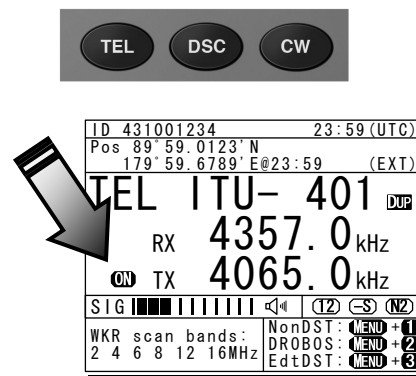 TEL DSC CW
ID 431001234 23:59(UTC)
Pos 89°59.0123'N
179°59.6789'E@23:59 (EXT)
TEL ITU- 401 DUP
RX 4357.0kHz
ON TX 4065.0kHz
SIG T2 -S N2
WKR scan bands: NonDST: MENU +1
2 4 6 8 12 16MHz DROBOS: MENU +2
EdtDST: MENU +3